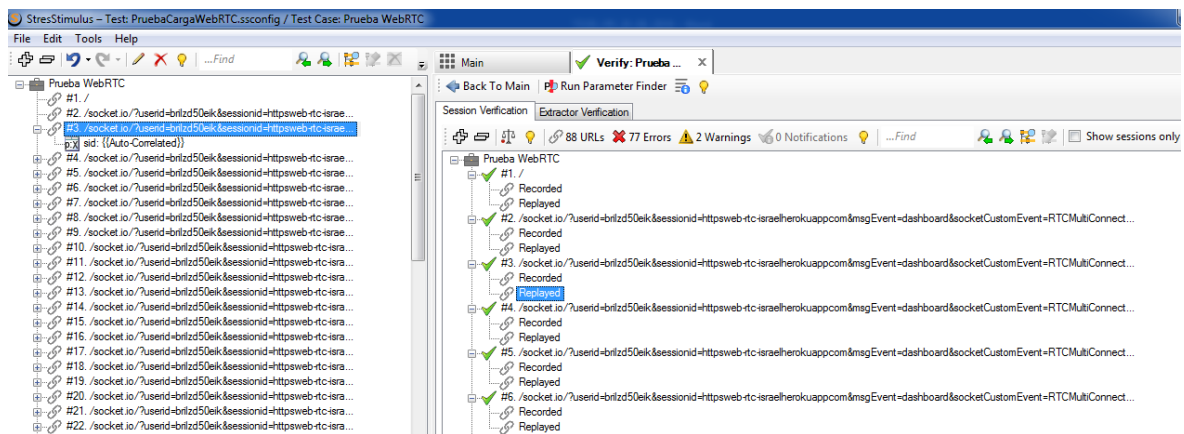 StresStimulus – Test: PruebaCargaWebRTC.ssconfig / Test Case: Prueba WebRTC
File Edit Tools Help
...Find
Prueba WebRTC
#1. /
#2. /socket.io/?userid=brilzd50eik&sessionid=httpsweb-rtc-israe...
#3. /socket.io/?userid=brilzd50eik&sessionid=httpsweb-rtc-israe...
p:X sid: {{Auto-Correlated}}
#4. /socket.io/?userid=brilzd50eik&sessionid=httpsweb-rtc-israe...
#5. /socket.io/?userid=brilzd50eik&sessionid=httpsweb-rtc-israe...
#6. /socket.io/?userid=brilzd50eik&sessionid=httpsweb-rtc-israe...
#7. /socket.io/?userid=brilzd50eik&sessionid=httpsweb-rtc-israe...
#8. /socket.io/?userid=brilzd50eik&sessionid=httpsweb-rtc-israe...
#9. /socket.io/?userid=brilzd50eik&sessionid=httpsweb-rtc-israe...
#10. /socket.io/?userid=brilzd50eik&sessionid=httpsweb-rtc-isra...
#11. /socket.io/?userid=brilzd50eik&sessionid=httpsweb-rtc-isra...
#12. /socket.io/?userid=brilzd50eik&sessionid=httpsweb-rtc-isra...
#13. /socket.io/?userid=brilzd50eik&sessionid=httpsweb-rtc-isra...
#14. /socket.io/?userid=brilzd50eik&sessionid=httpsweb-rtc-isra...
#15. /socket.io/?userid=brilzd50eik&sessionid=httpsweb-rtc-isra...
#16. /socket.io/?userid=brilzd50eik&sessionid=httpsweb-rtc-isra...
#17. /socket.io/?userid=brilzd50eik&sessionid=httpsweb-rtc-isra...
#18. /socket.io/?userid=brilzd50eik&sessionid=httpsweb-rtc-isra...
#19. /socket.io/?userid=brilzd50eik&sessionid=httpsweb-rtc-isra...
#20. /socket.io/?userid=brilzd50eik&sessionid=httpsweb-rtc-isra...
#21. /socket.io/?userid=brilzd50eik&sessionid=httpsweb-rtc-isra...
#22. /socket.io/?userid=brilzd50eik&sessionid=httpsweb-rtc-isra...
Main Verify: Prueba ... X
Back To Main Run Parameter Finder
Session Verification Extractor Verification
88 URLs 77 Errors 2 Warnings 0 Notifications ...Find Show sessions only
Prueba WebRTC
#1. /
Recorded
Replayed
#2. /socket.io/?userid=brilzd50eik&sessionid=httpsweb-rtc-israelherokuappcom&msgEvent=dashboard&socketCustomEvent=RTCMultiConnect...
Recorded
Replayed
#3. /socket.io/?userid=brilzd50eik&sessionid=httpsweb-rtc-israelherokuappcom&msgEvent=dashboard&socketCustomEvent=RTCMultiConnect...
Recorded
Replayed
#4. /socket.io/?userid=brilzd50eik&sessionid=httpsweb-rtc-israelherokuappcom&msgEvent=dashboard&socketCustomEvent=RTCMultiConnect...
Recorded
Replayed
#5. /socket.io/?userid=brilzd50eik&sessionid=httpsweb-rtc-israelherokuappcom&msgEvent=dashboard&socketCustomEvent=RTCMultiConnect...
Recorded
Replayed
#6. /socket.io/?userid=brilzd50eik&sessionid=httpsweb-rtc-israelherokuappcom&msgEvent=dashboard&socketCustomEvent=RTCMultiConnect...
Recorded
Replayed